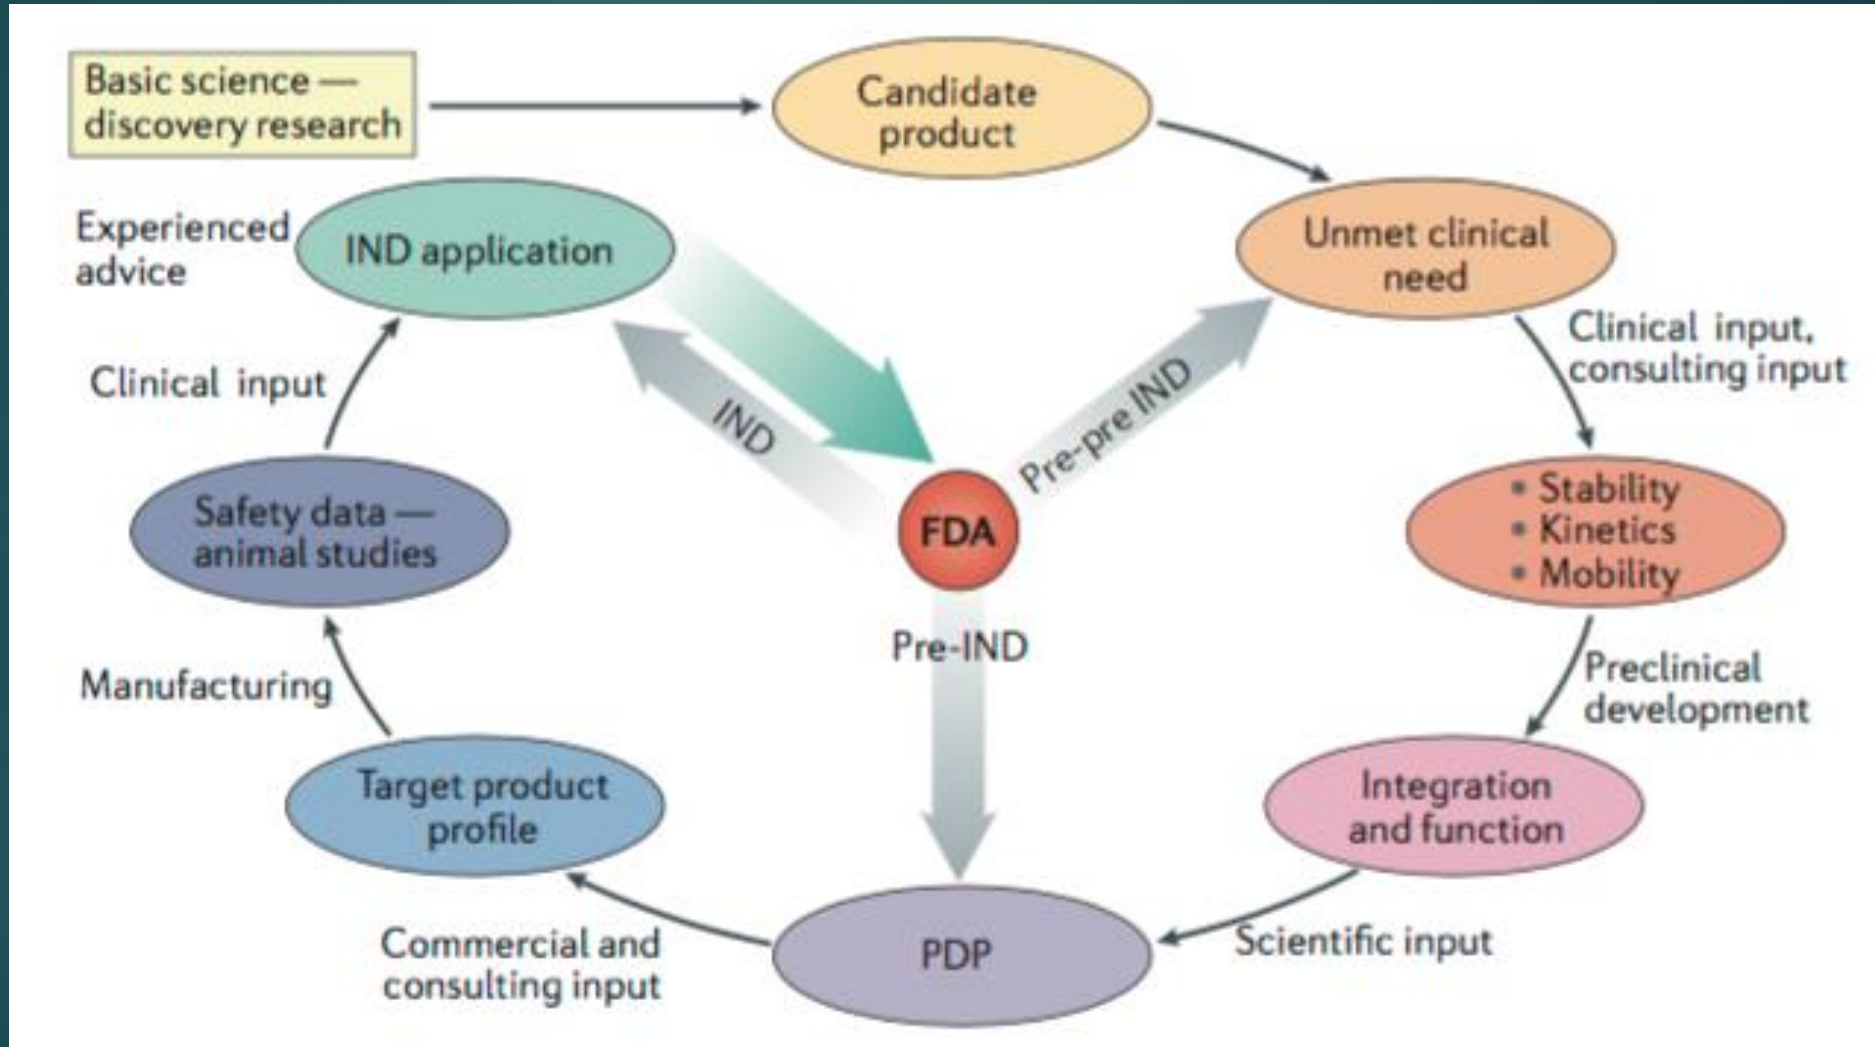 Basic science —
discovery research
Candidate
product
Experienced
advice
IND application
Unmet clinical
need
Clinical input,
consulting input
Clinical input
IND
Pre-pre IND
Safety data —
animal studies
FDA
• Stability
• Kinetics
• Mobility
Pre-IND
Preclinical
development
Manufacturing
Target product
profile
Integration
and function
Commercial and
consulting input
PDP
Scientific input